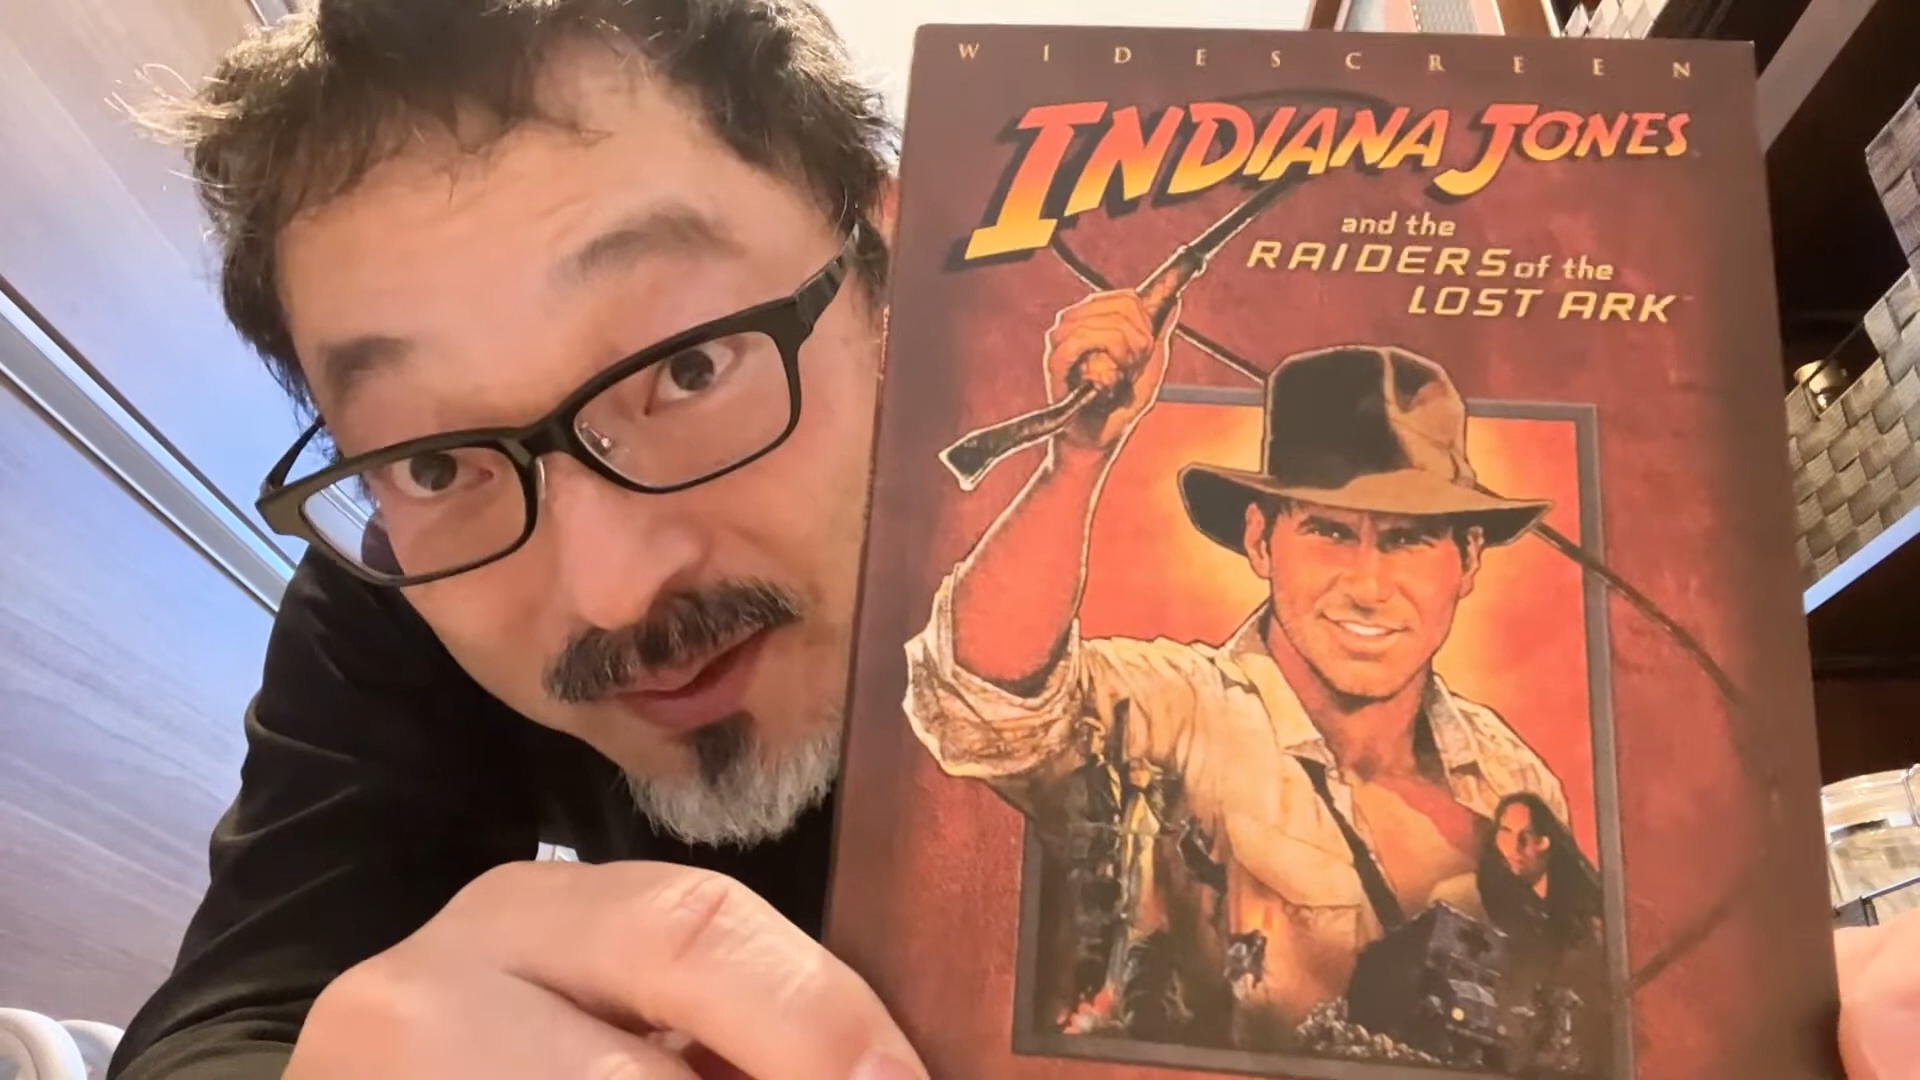 WIDESCREEN
INDIANA JONES
and the
RAIDERS of the
LOST ARK